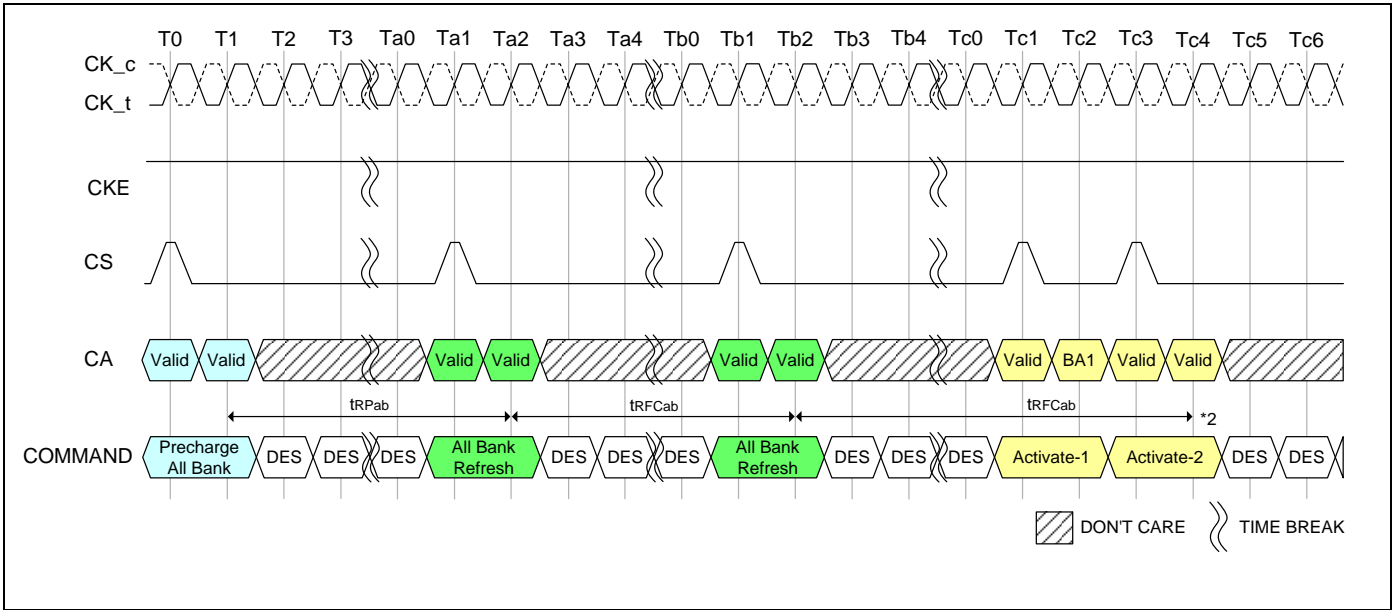 T0 T1 T2 T3 Ta0 Ta1 Ta2 Ta3 Ta4 Tb0 Tb1 Tb2 Tb3 Tb4 Tc0 Tc1 Tc2 Tc3 Tc4 Tc5 Tc6
CK_c
CK_t
CKE
CS
CA Valid Valid Valid Valid Valid Valid Valid BA1 Valid Valid
tRPab tRFCab tRFCab *2
COMMAND Precharge All Bank DES DES DES All Bank Refresh DES DES DES All Bank Refresh DES DES DES Activate-1 Activate-2 DES DES
DON'T CARE TIME BREAK